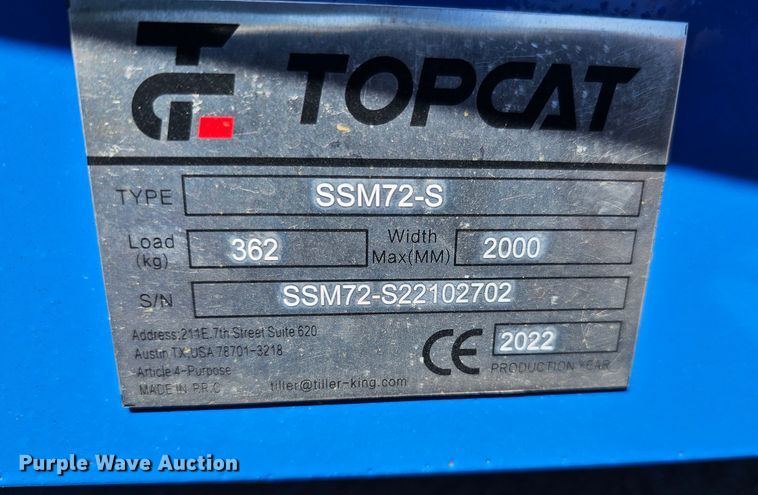 TOPCAT
TYPE SSM72-S
Load (kg) 362 Width Max(MM) 2000
S/N SSM72-S22102702
Address:211E.7th Street Suite 620
Austin TX,USA 78701-3218
Article 4-Purpose
MADE IN P.R.C
tiller@tiller-king.com
CE
2022
PRODUCTION YEAR
Purple Wave Auction